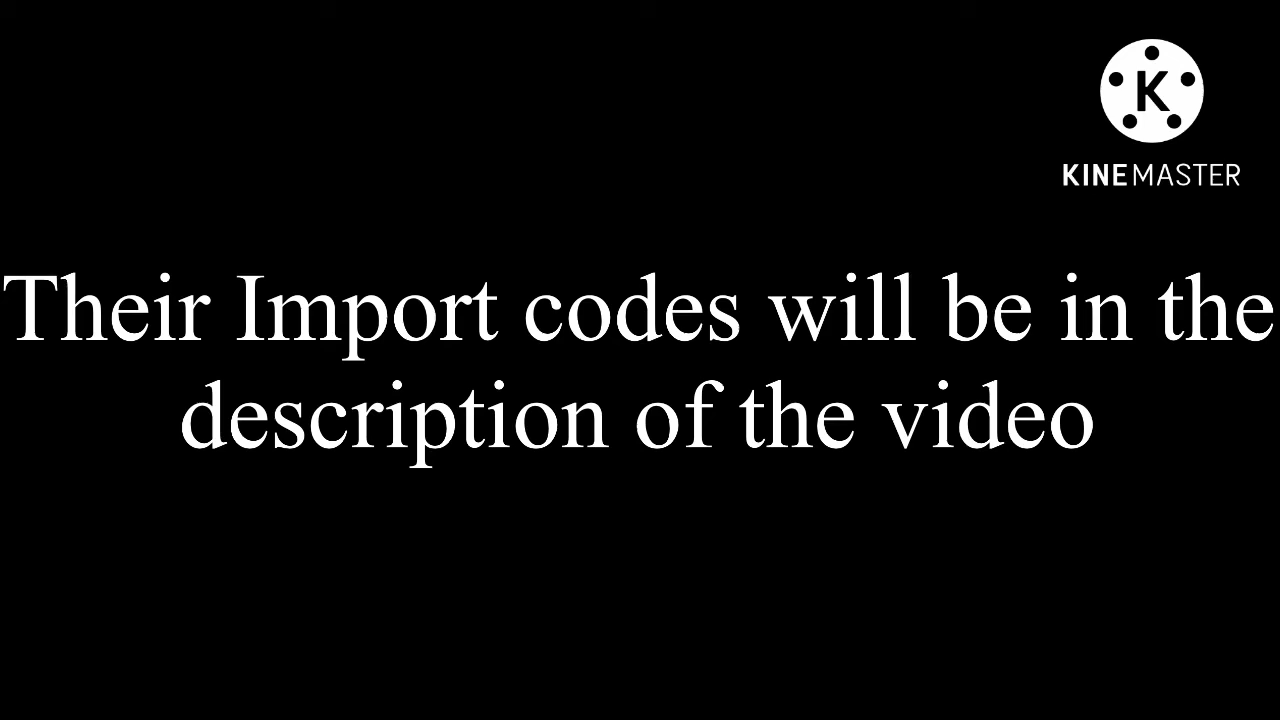 K
KINEMASTER
Their Import codes will be in the
description of the video